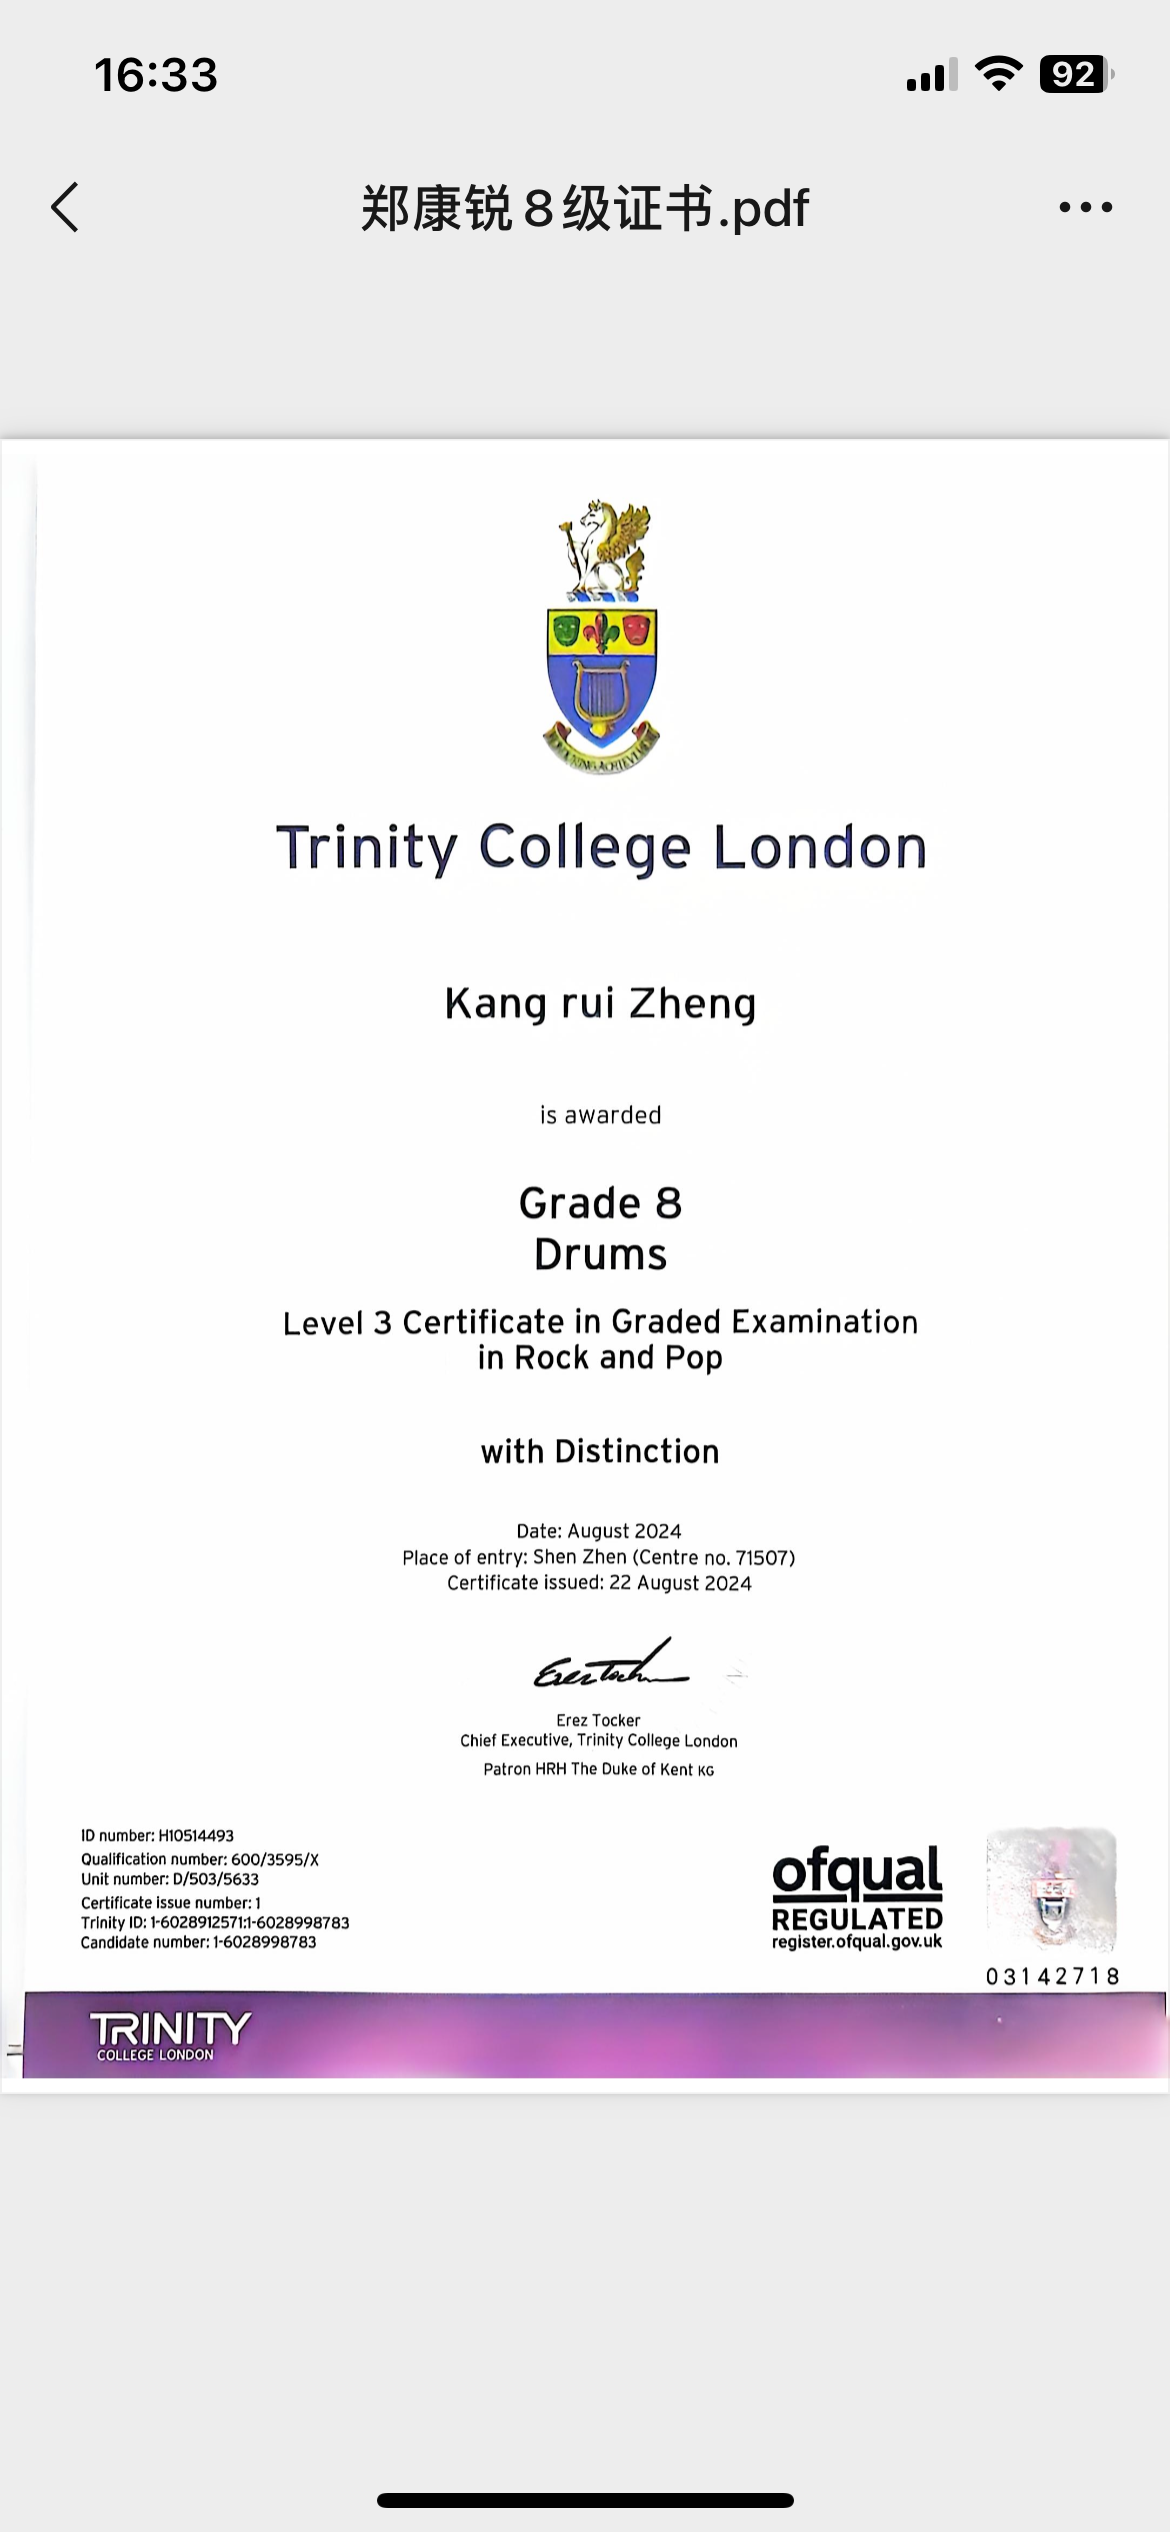 16:33
92
郑康锐8级证书.pdf
Trinity College London
Kang rui Zheng
is awarded
Grade 8
Drums
Level 3 Certificate in Graded Examination
in Rock and Pop
with Distinction
Date: August 2024
Place of entry: Shen Zhen (Centre no. 71507)
Certificate issued: 22 August 2024
Erez Tocker
Chief Executive, Trinity College London
Patron HRH The Duke of Kent KG
ID number: H10514493
Qualification number: 600/3595/X
Unit number: D/503/5633
Certificate issue number: 1
Trinity ID: 1-6028912571:1-6028998783
Candidate number: 1-6028998783
ofqual
REGULATED
register.ofqual.gov.uk
03142718
TRINITY
COLLEGE LONDON